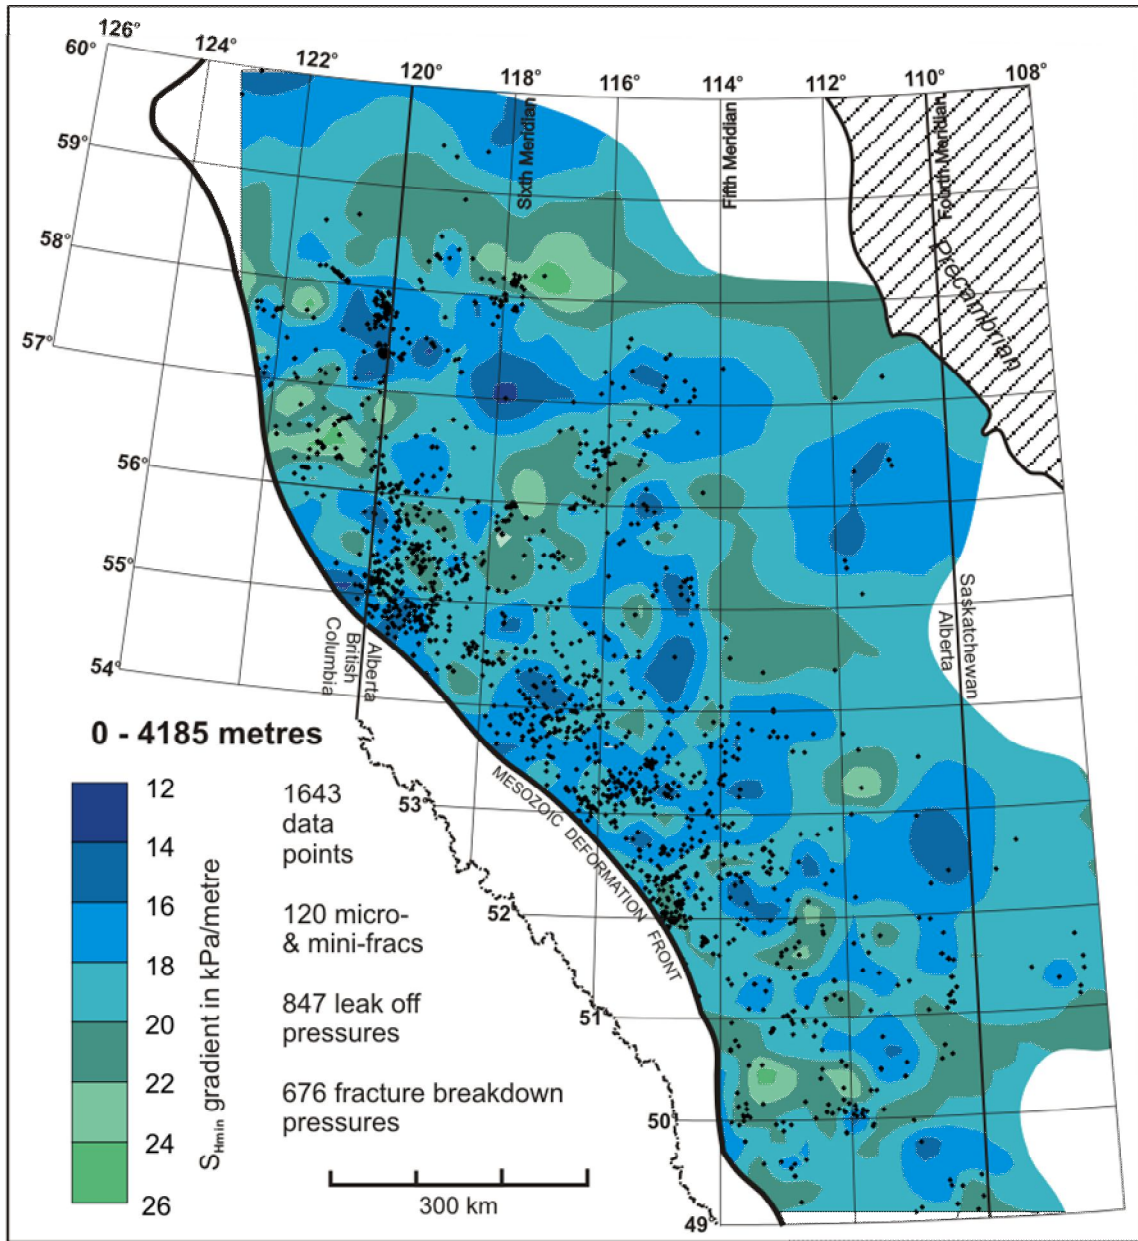 126°
60°
124°
122°
120°
118°
116°
114°
112°
110°
108°
59°
58°
57°
56°
55°
54°
Sixth Meridian
Fifth Meridian
Fourth Meridian
Precambrian
Saskatchewan
Alberta
Alberta
British
Columbia
MESOZOIC DEFORMATION FRONT
53°
52°
51°
50°
49°
0 - 4185 metres
12
14
16
18
20
22
24
26
SHmin gradient in kPa/metre
1643
data
points
120 micro-
& mini-fracs
847 leak off
pressures
676 fracture breakdown
pressures
300 km